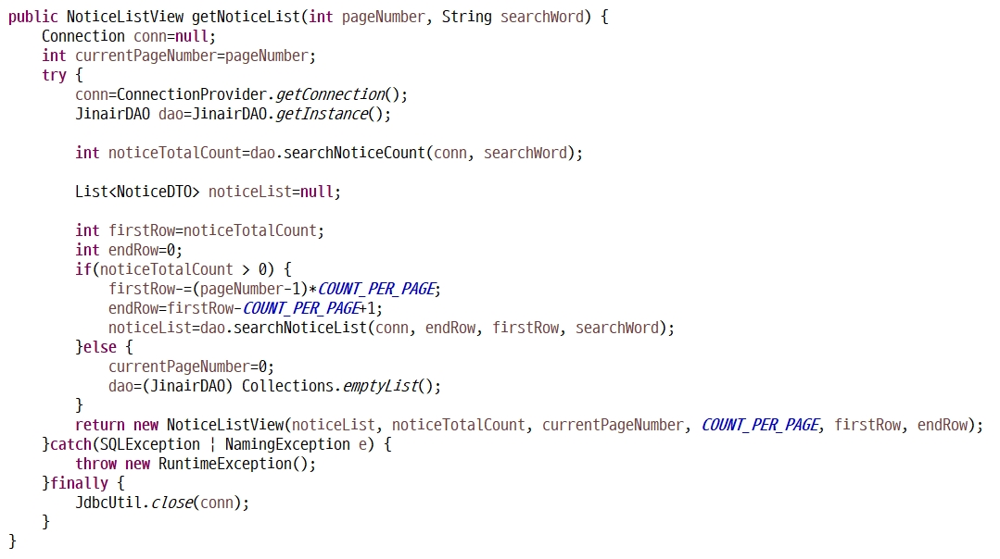 public NoticeListView getNoticeList(int pageNumber, String searchWord) {
    Connection conn=null;
    int currentPageNumber=pageNumber;
    try {
        conn=ConnectionProvider.getConnection();
        JinairDAO dao=JinairDAO.getInstance();

        int noticeTotalCount=dao.searchNoticeCount(conn, searchWord);

        List<NoticeDTO> noticeList=null;

        int firstRow=noticeTotalCount;
        int endRow=0;
        if(noticeTotalCount > 0) {
            firstRow-=(pageNumber-1)*COUNT_PER_PAGE;
            endRow=firstRow-COUNT_PER_PAGE+1;
            noticeList=dao.searchNoticeList(conn, endRow, firstRow, searchWord);
        }else {
            currentPageNumber=0;
            dao=(JinairDAO) Collections.emptyList();
        }
        return new NoticeListView(noticeList, noticeTotalCount, currentPageNumber, COUNT_PER_PAGE, firstRow, endRow);
    }catch(SQLException | NamingException e) {
        throw new RuntimeException();
    }finally {
        JdbcUtil.close(conn);
    }
}